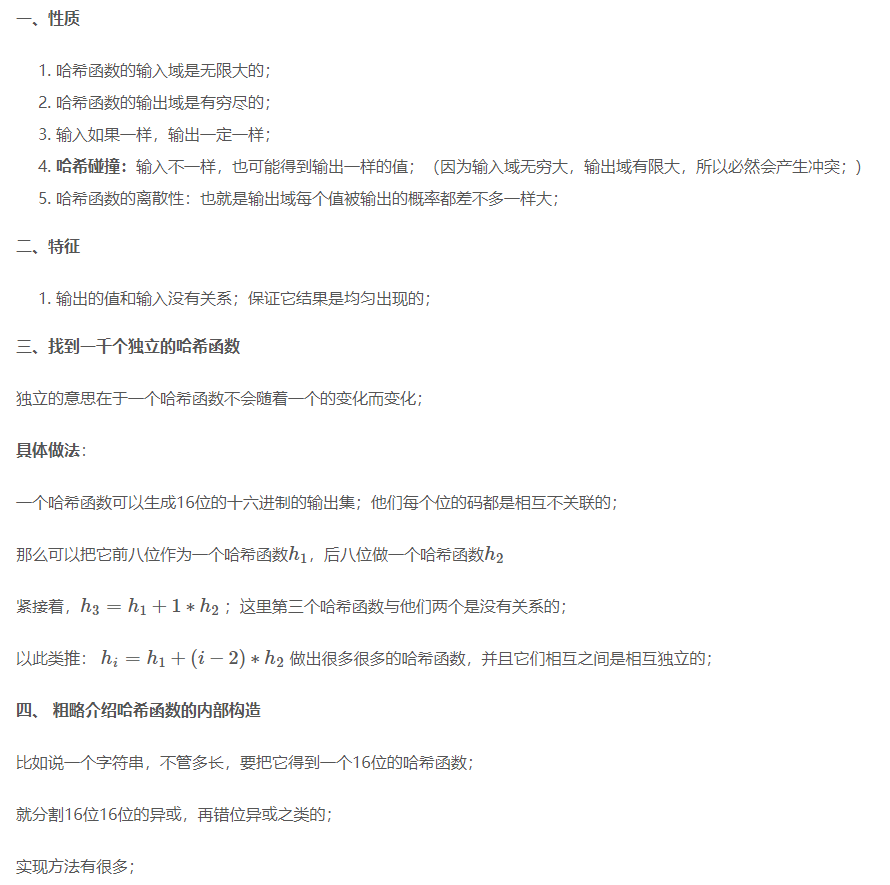 一、性质
1. 哈希函数的输入域是无限大的；
2. 哈希函数的输出域是有穷尽的；
3. 输入如果一样，输出一定一样；
4. 哈希碰撞：输入不一样，也可能得到输出一样的值；（因为输入域无穷大，输出域有限大，所以必然会产生冲突；）
5. 哈希函数的离散性：也就是输出域每个值被输出的概率都差不多一样大；
二、特征
1. 输出的值和输入没有关系；保证它结果是均匀出现的；
三、找到一千个独立的哈希函数
独立的意思在于一个哈希函数不会随着一个的变化而变化；
具体做法：
一个哈希函数可以生成16位的十六进制的输出集；他们每个位的码都是相互不关联的；
那么可以把它前八位作为一个哈希函数h₁，后八位做一个哈希函数h₂
紧接着，h₃ = h₁ + 1 * h₂ ；这里第三个哈希函数与他们两个是没有关系的；
以此类推： hᵢ = h₁ + (i − 2) * h₂ 做出很多很多的哈希函数，并且它们相互之间是相互独立的；
四、 粗略介绍哈希函数的内部构造
比如说一个字符串，不管多长，要把它得到一个16位的哈希函数；
就分割16位16位的异或，再错位异或之类的；
实现方法有很多；